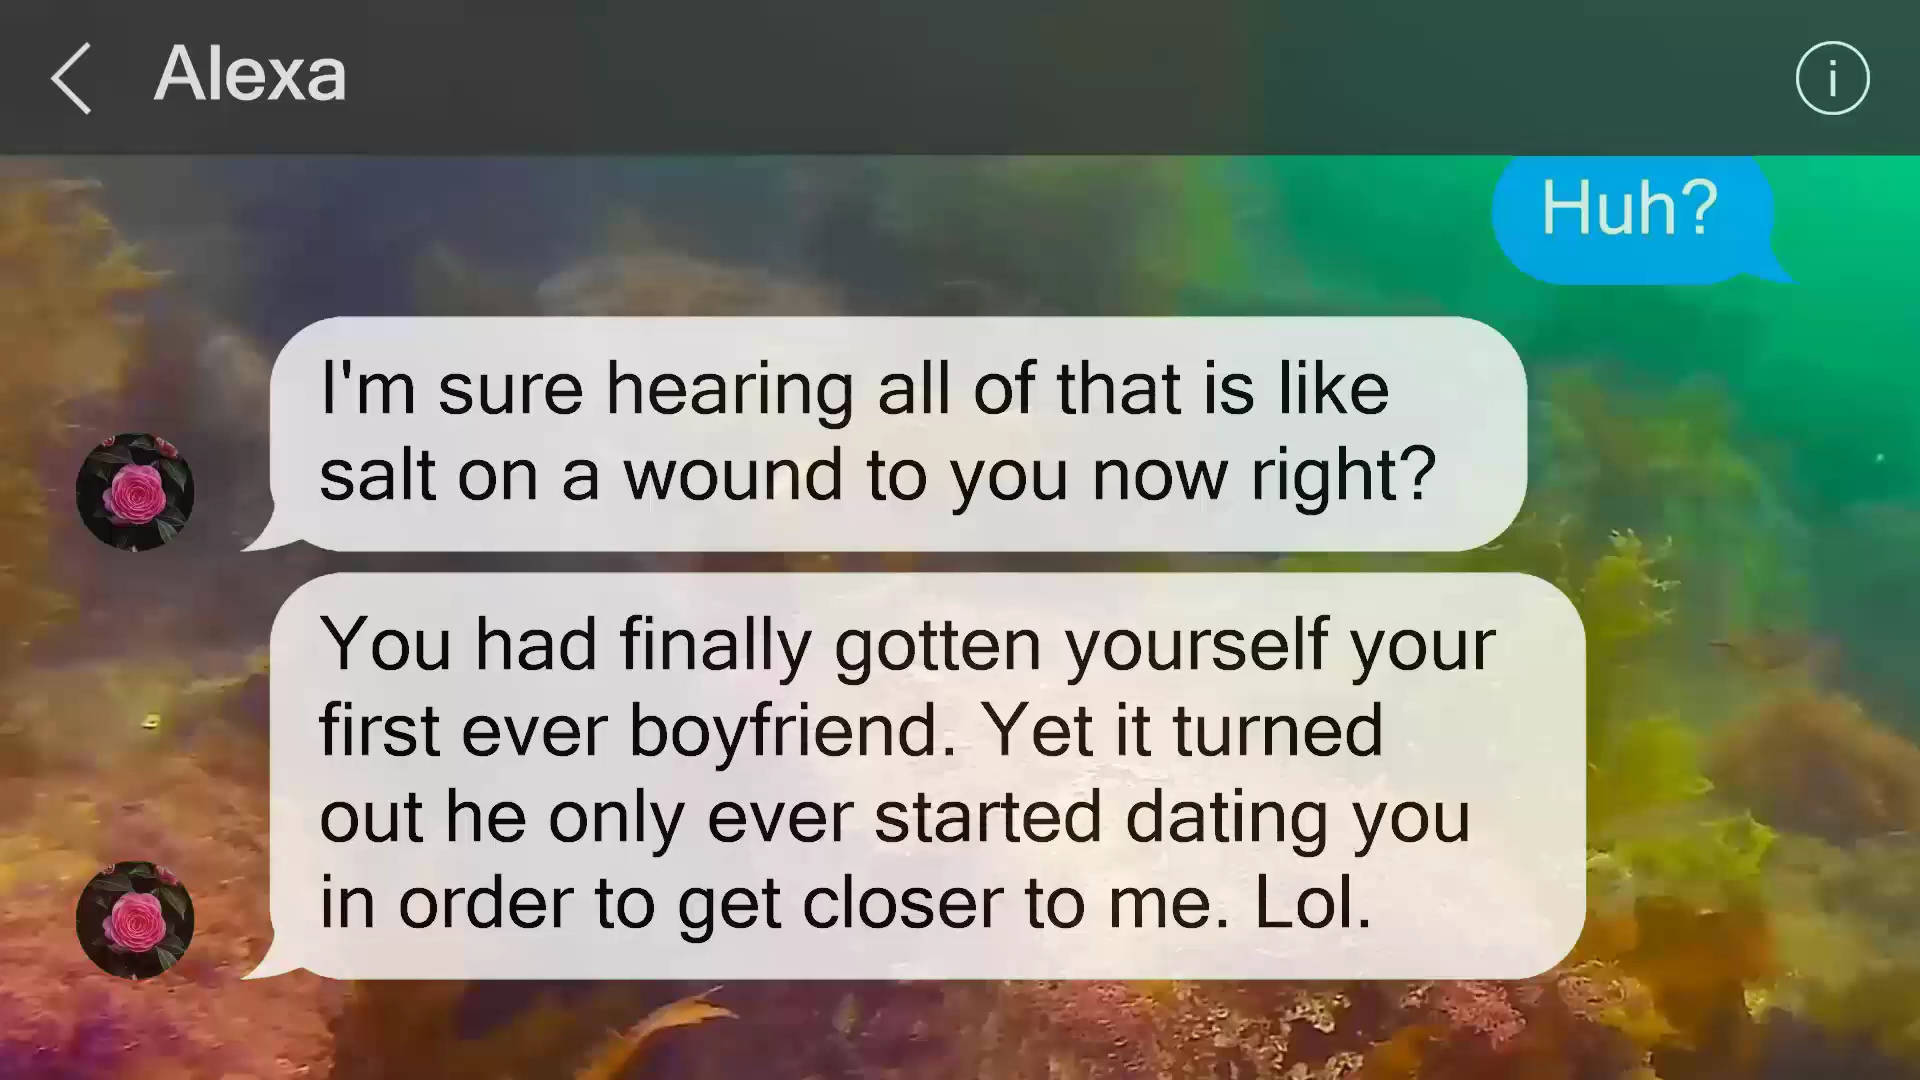 Alexa
i
Huh?
I'm sure hearing all of that is like
salt on a wound to you now right?
You had finally gotten yourself your
first ever boyfriend. Yet it turned
out he only ever started dating you
in order to get closer to me. Lol.